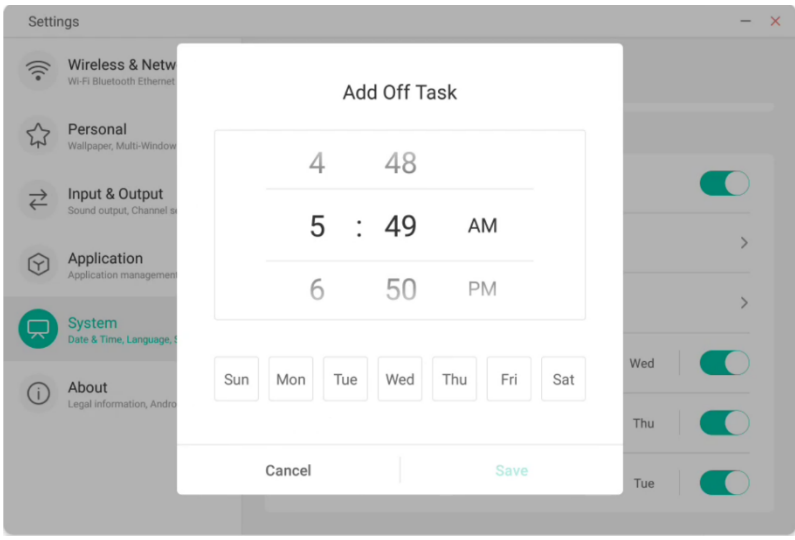 Settings
Wireless & Netw
Wi-Fi Bluetooth Ethernet
Personal
Wallpaper, Multi-Window
Input & Output
Sound output, Channel s
Application
Application management
System
Date & Time, Language, S
About
Legal information, Andro
Add Off Task
4 48
5 : 49 AM
6 50 PM
Sun Mon Tue Wed Thu Fri Sat
Cancel Save
Wed
Thu
Tue